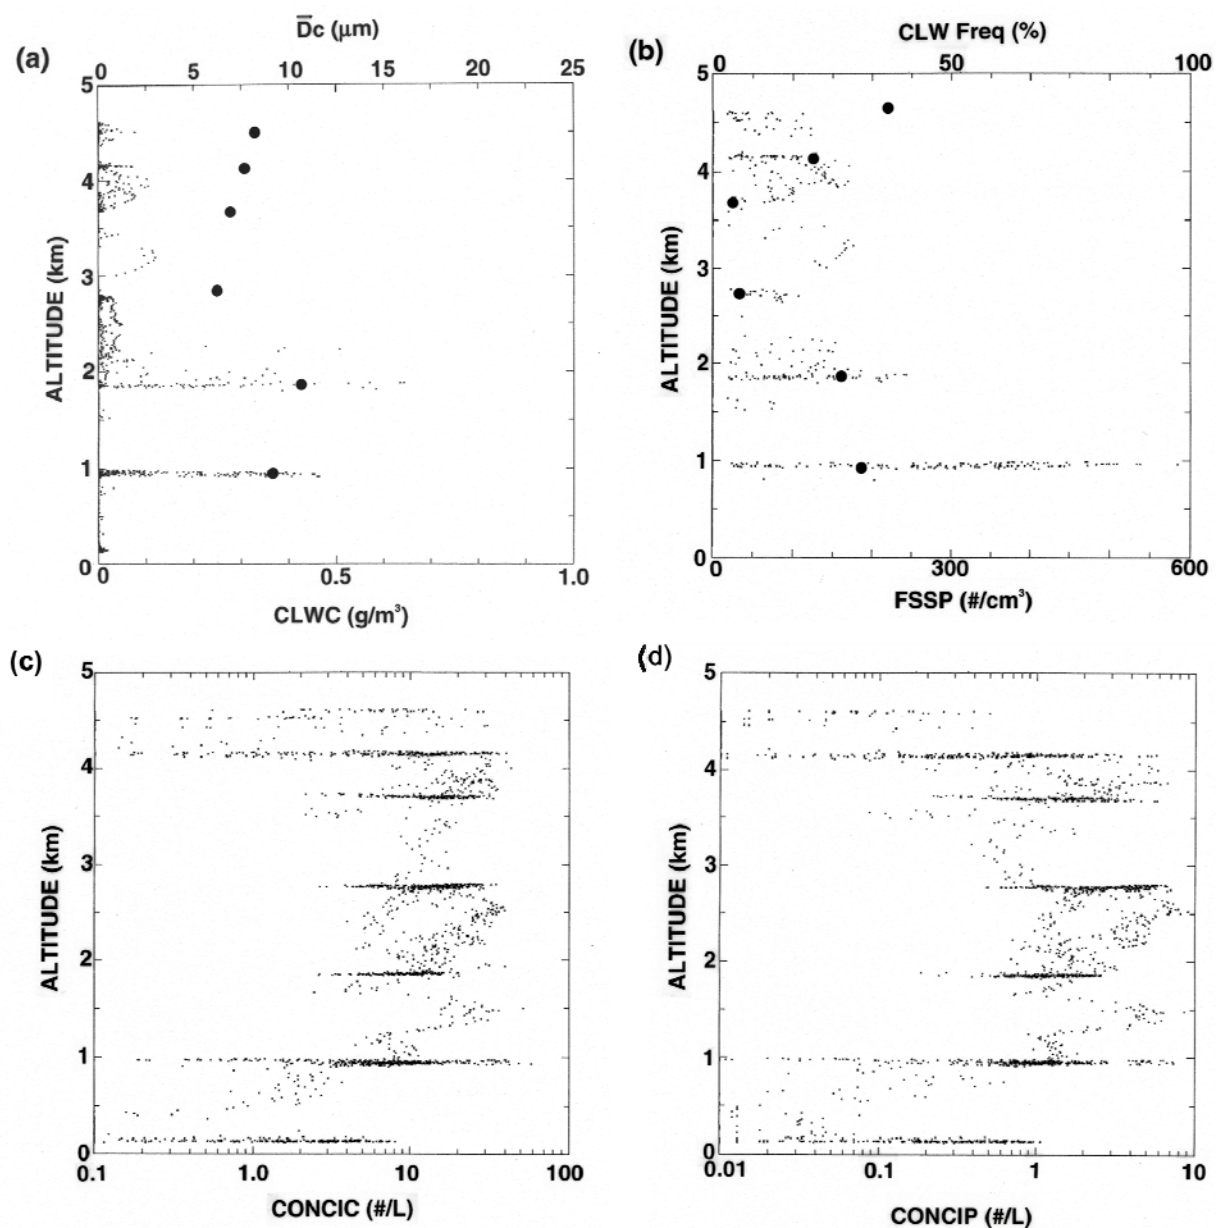 (a)
D̅c (μm)
0 5 10 15 20 25
5
4
3
2
1
0
ALTITUDE (km)
0 0.5 1.0
CLWC (g/m³)
(b)
CLW Freq (%)
0 50 100
5
4
3
2
1
0
ALTITUDE (km)
0 300 600
FSSP (#/cm³)
(c)
5
4
3
2
1
0
ALTITUDE (km)
0.1 1.0 10 100
CONCIC (#/L)
(d)
5
4
3
2
1
0
ALTITUDE (km)
0.01 0.1 1 10
CONCIP (#/L)